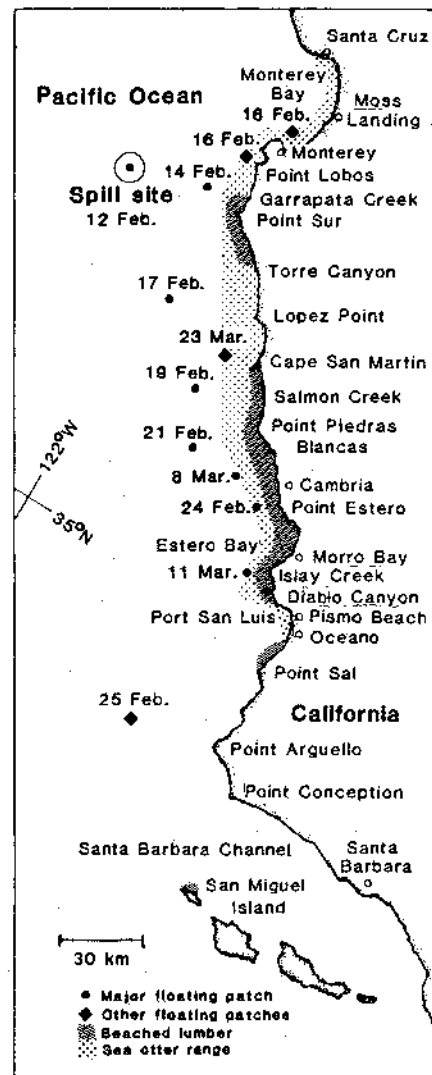 Santa Cruz
Monterey
Bay
Pacific Ocean
16 Feb.
Moss
Landing
16 Feb.
Monterey
14 Feb.
Point Lobos
Spill site
Garrapata Creek
12 Feb.
Point Sur
Torre Canyon
17 Feb.
Lopez Point
23 Mar.
Cape San Martin
19 Feb.
Salmon Creek
21 Feb.
Point Piedras
Blancas
122°W
8 Mar.
Cambria
35°N
24 Feb.
Point Estero
Estero Bay
Morro Bay
11 Mar.
Islay Creek
Diablo Canyon
Port San Luis
Pismo Beach
Oceano
Point Sal
25 Feb.
California
Point Arguello
Point Conception
Santa Barbara Channel
Santa
Barbara
San Miguel
Island
30 km
Major floating patch
Other floating patches
Beached lumber
Sea otter range